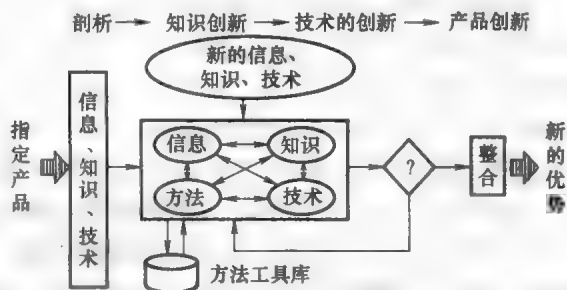 剖析 → 知识创新 → 技术的创新 → 产品创新
新的信息、
知识、技术
指定产品
信息、知识、技术
信息
知识
方法
技术
?
整合
新的优
方法工具库